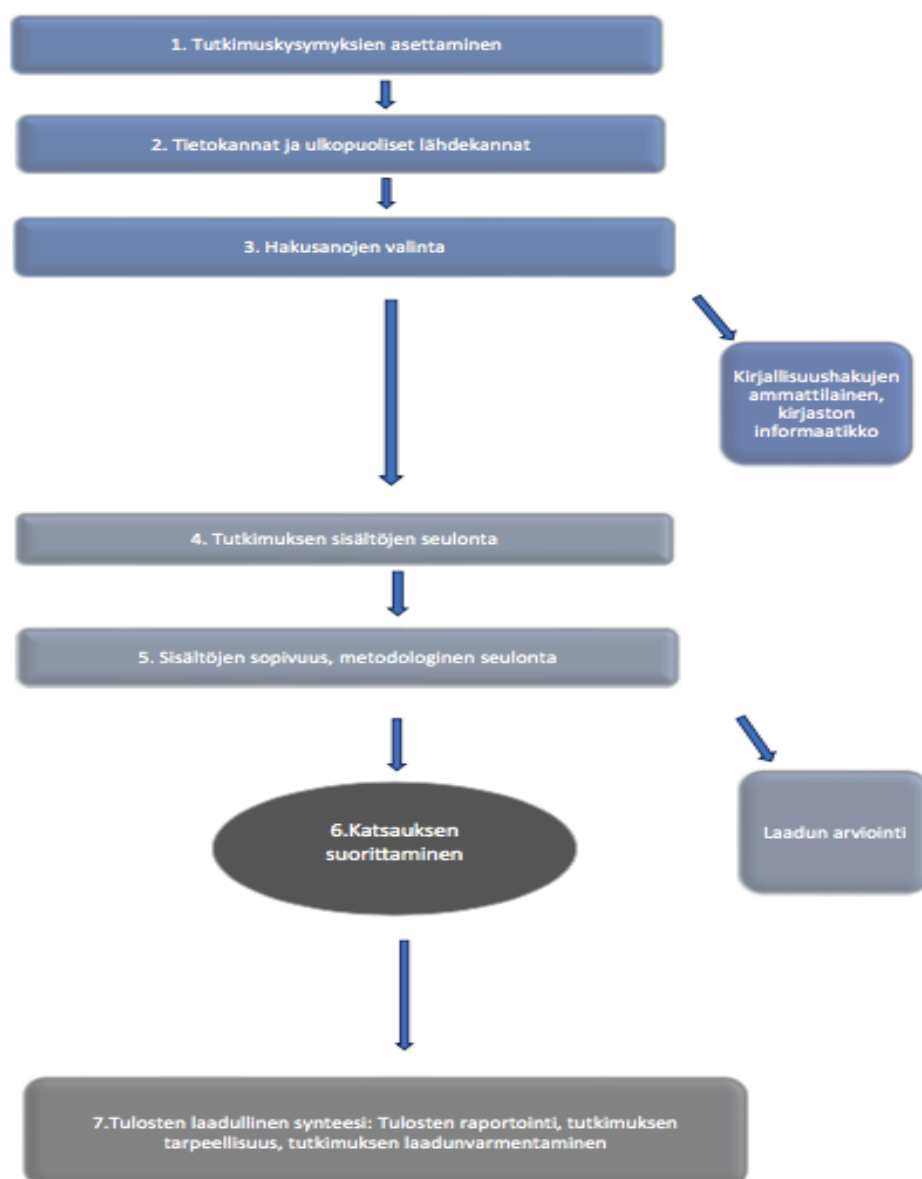 1. Tutkimuskysymyksien asettaminen
2. Tietokannat ja ulkopuoliset lähdekannat
3. Hakusanojen valinta
Kirjallisuushakujen
ammattilainen,
kirjaston
informaatikko
4. Tutkimuksen sisältöjen seulonta
5. Sisältöjen sopivuus, metodologinen seulonta
6.Katsauksen
suorittaminen
Laadun arviointi
7.Tulosten laadullinen synteesi: Tulosten raportointi, tutkimuksen
tarpeellisuus, tutkimuksen laadunvarmentaminen